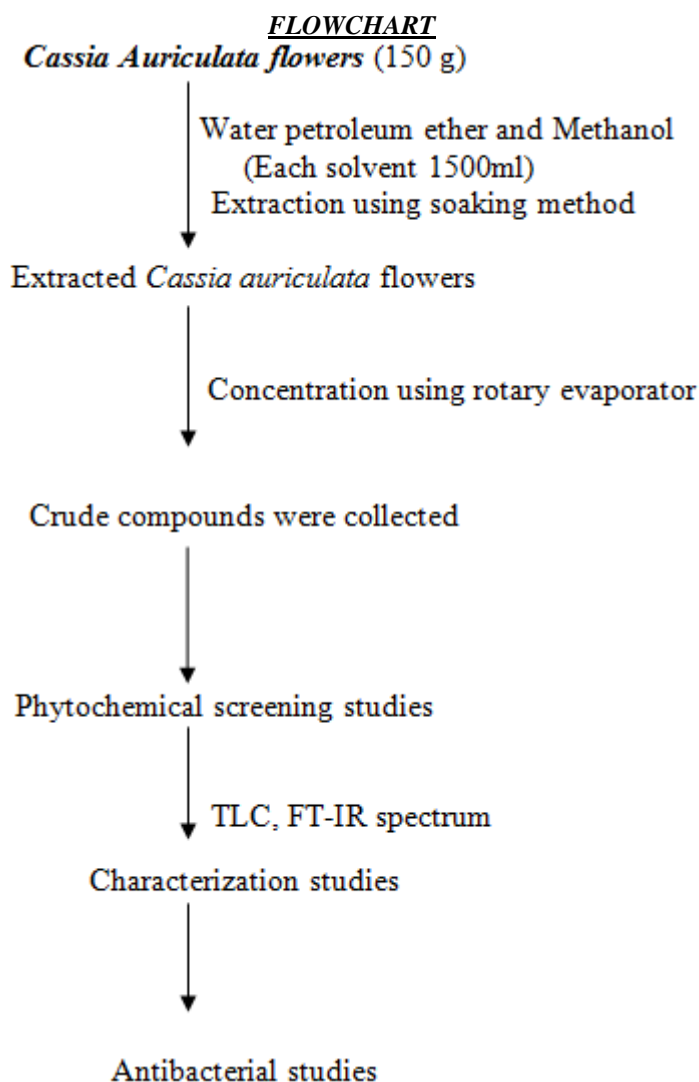 FLOWCHART
Cassia Auriculata flowers (150 g)
Water petroleum ether and Methanol
(Each solvent 1500ml)
Extraction using soaking method
Extracted Cassia auriculata flowers
Concentration using rotary evaporator
Crude compounds were collected
Phytochemical screening studies
TLC, FT-IR spectrum
Characterization studies
Antibacterial studies